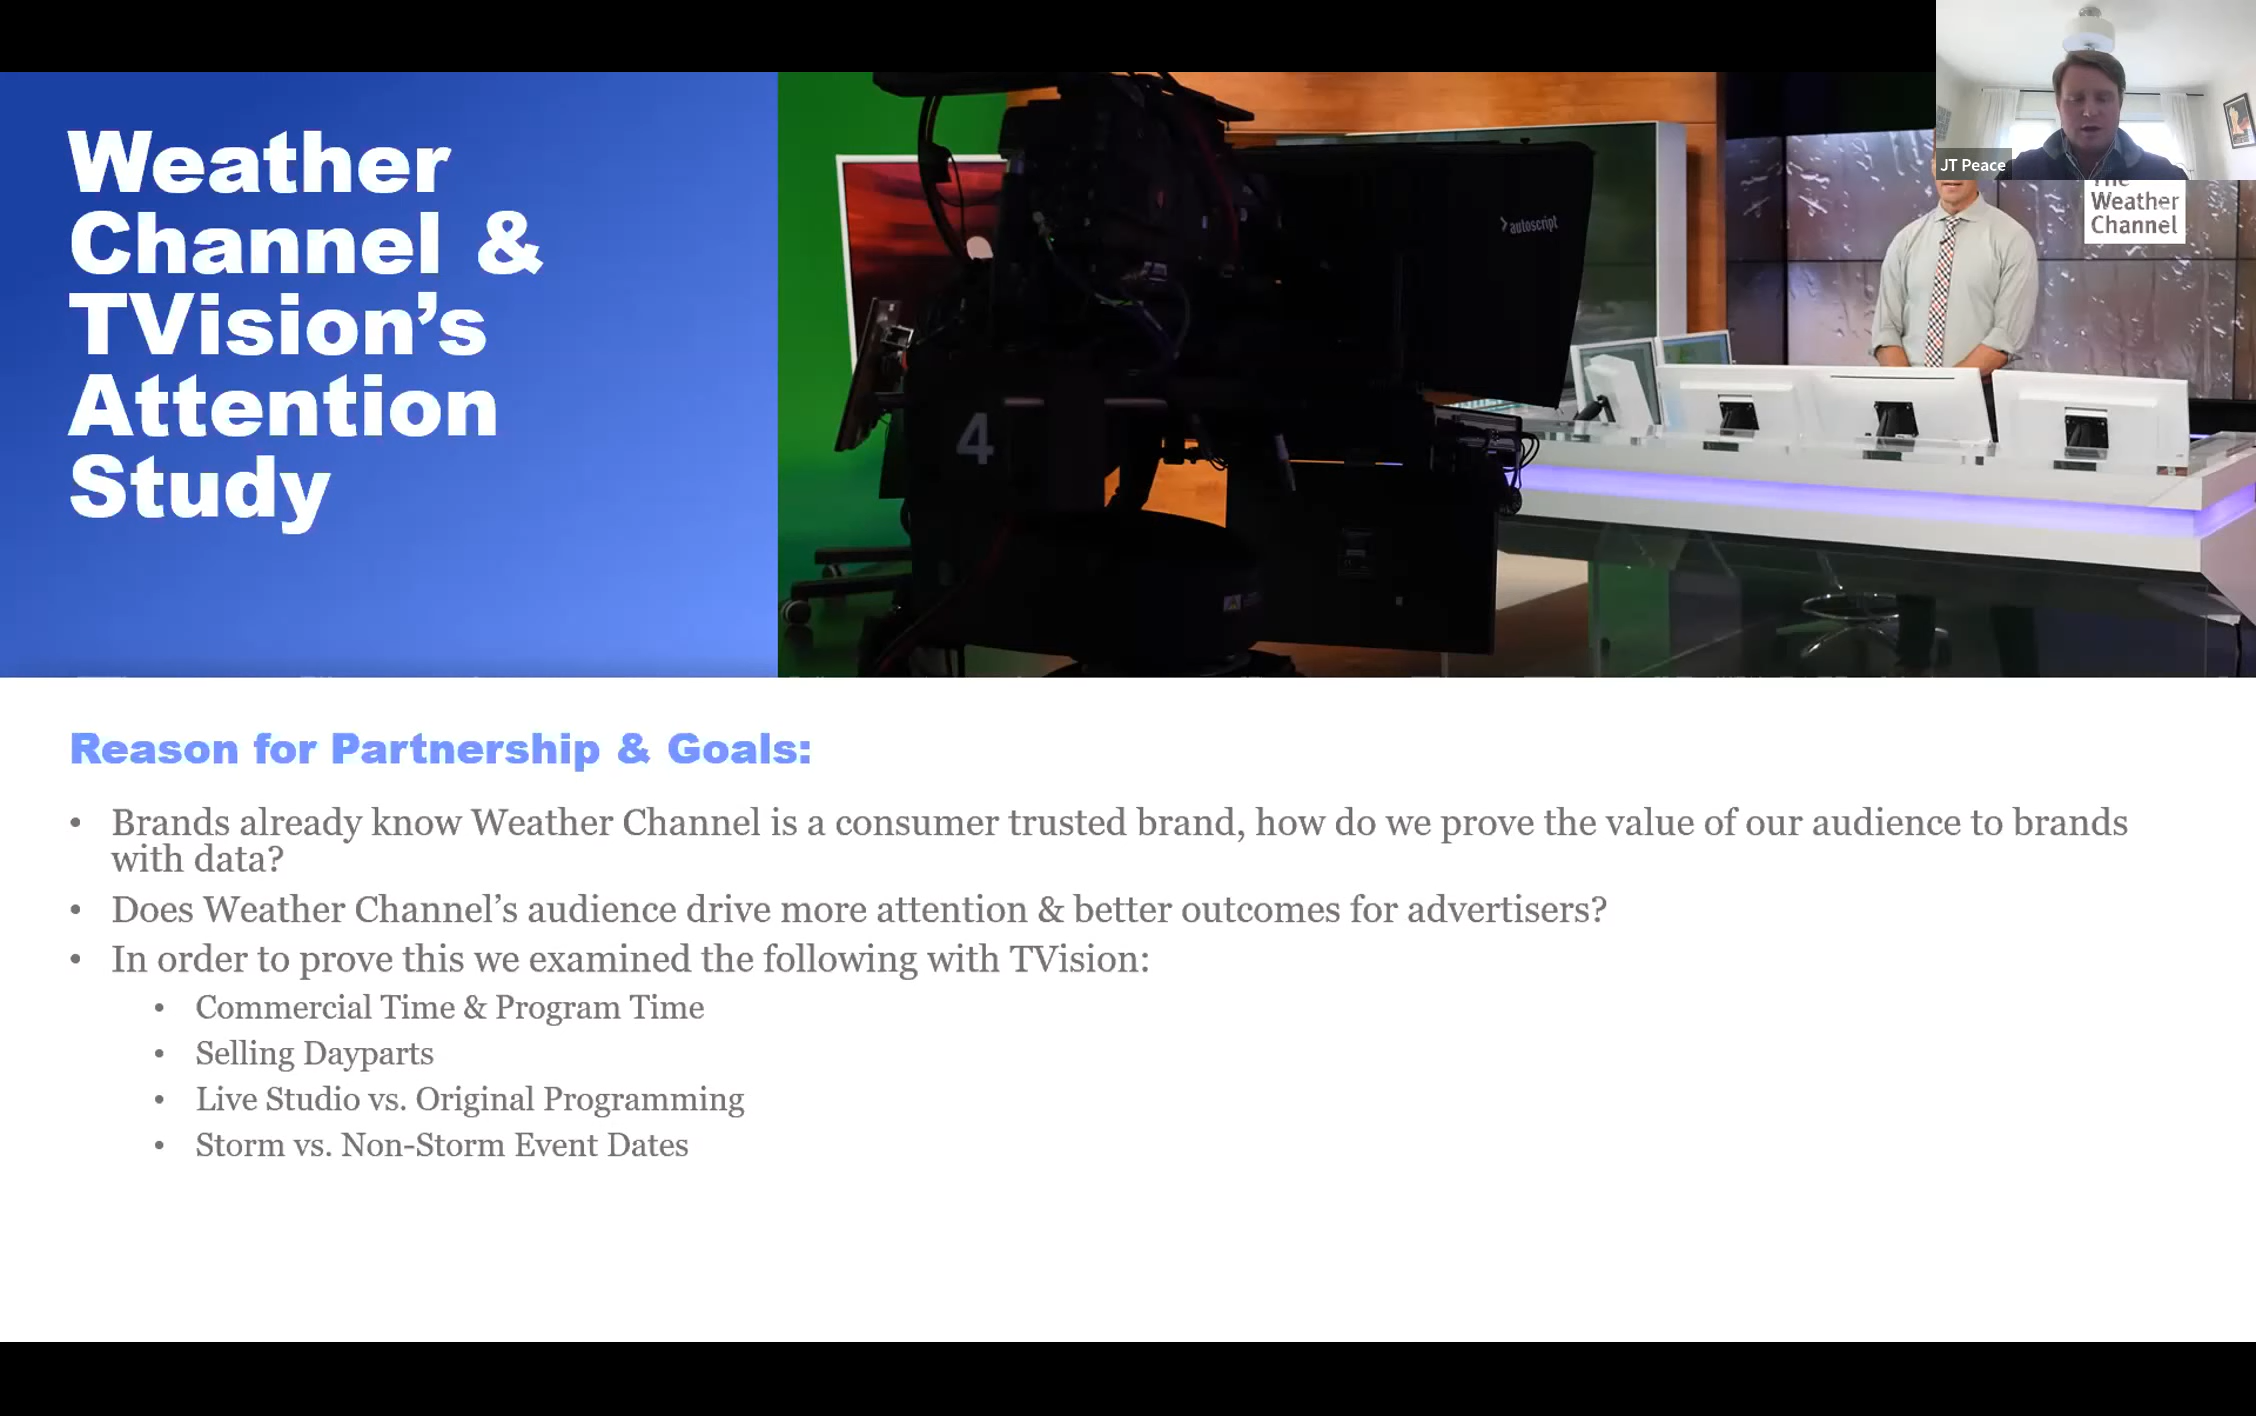 Weather
Channel &
TVision's
Attention
Study
autoscript
4
JT Peace
The
Weather
Channel
Reason for Partnership & Goals:
• Brands already know Weather Channel is a consumer trusted brand, how do we prove the value of our audience to brands
with data?
• Does Weather Channel's audience drive more attention & better outcomes for advertisers?
• In order to prove this we examined the following with TVision:
• Commercial Time & Program Time
• Selling Dayparts
• Live Studio vs. Original Programming
• Storm vs. Non-Storm Event Dates